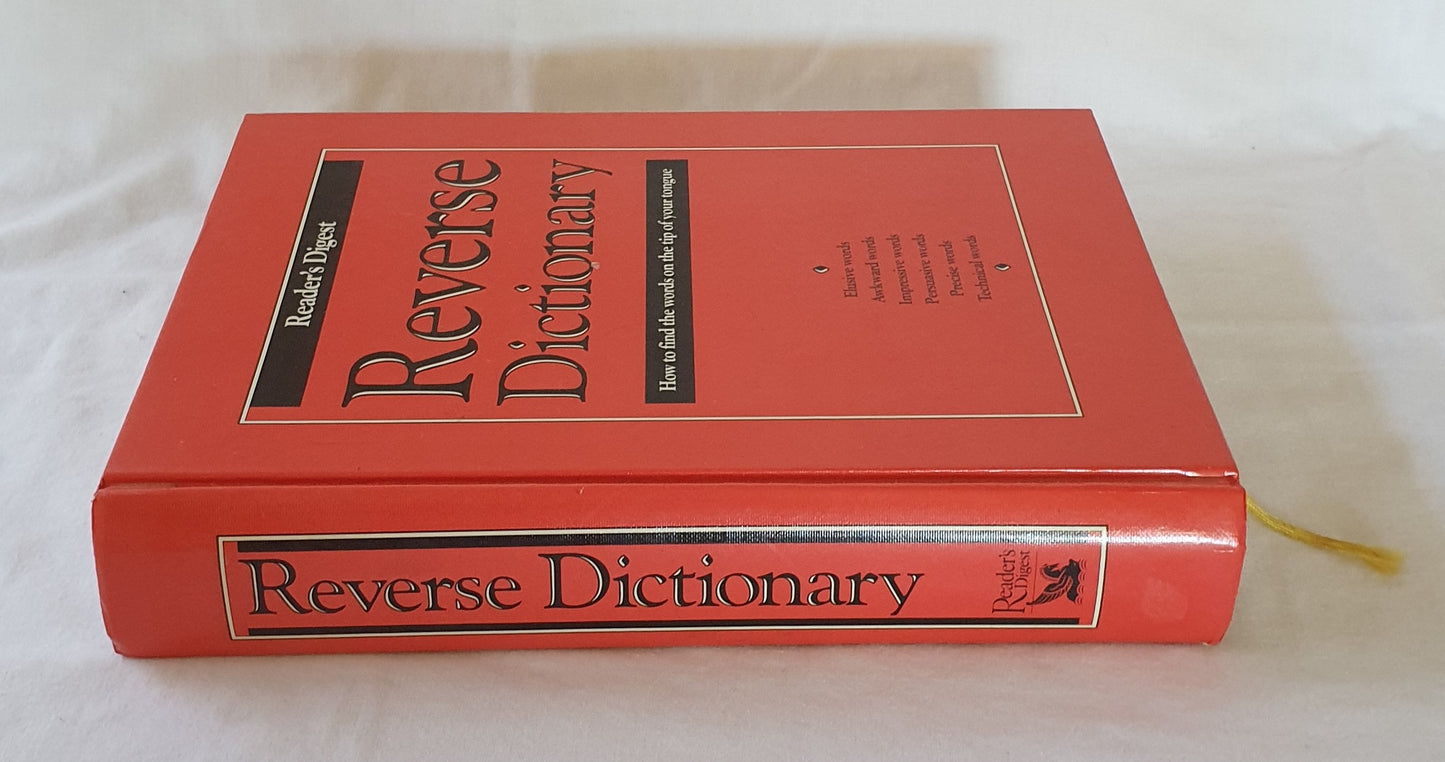 Reader's Digest
Reverse
Dictionary
How to find the words on the tip of your tongue
Elusive words
Awkward words
Impressive words
Persuasive words
Precise words
Technical words
Reverse Dictionary
Reader's
Digest